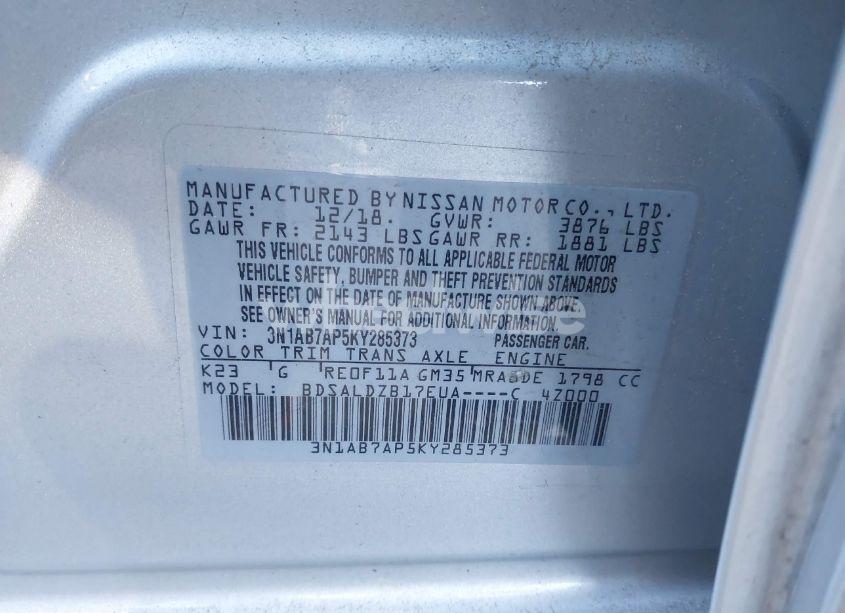 MANUFACTURED BY NISSAN MOTOR CO., LTD.
DATE: 12/18. GVWR: 3876 LBS
GAWR FR: 2143 LBS GAWR RR: 1881 LBS
THIS VEHICLE CONFORMS TO ALL APPLICABLE FEDERAL MOTOR
VEHICLE SAFETY, BUMPER AND THEFT PREVENTION STANDARDS
IN EFFECT ON THE DATE OF MANUFACTURE SHOWN ABOVE.
SEE OWNER'S MANUAL FOR ADDITIONAL INFORMATION.
VIN: 3N1AB7AP5KY285373 PASSENGER CAR.
COLOR TRIM TRANS AXLE ENGINE
K23 G RE0F11A GM35 MRA8DE 1798 CC
MODEL: BDSALDZB17EUA----C 4Z000
3N1AB7AP5KY285373